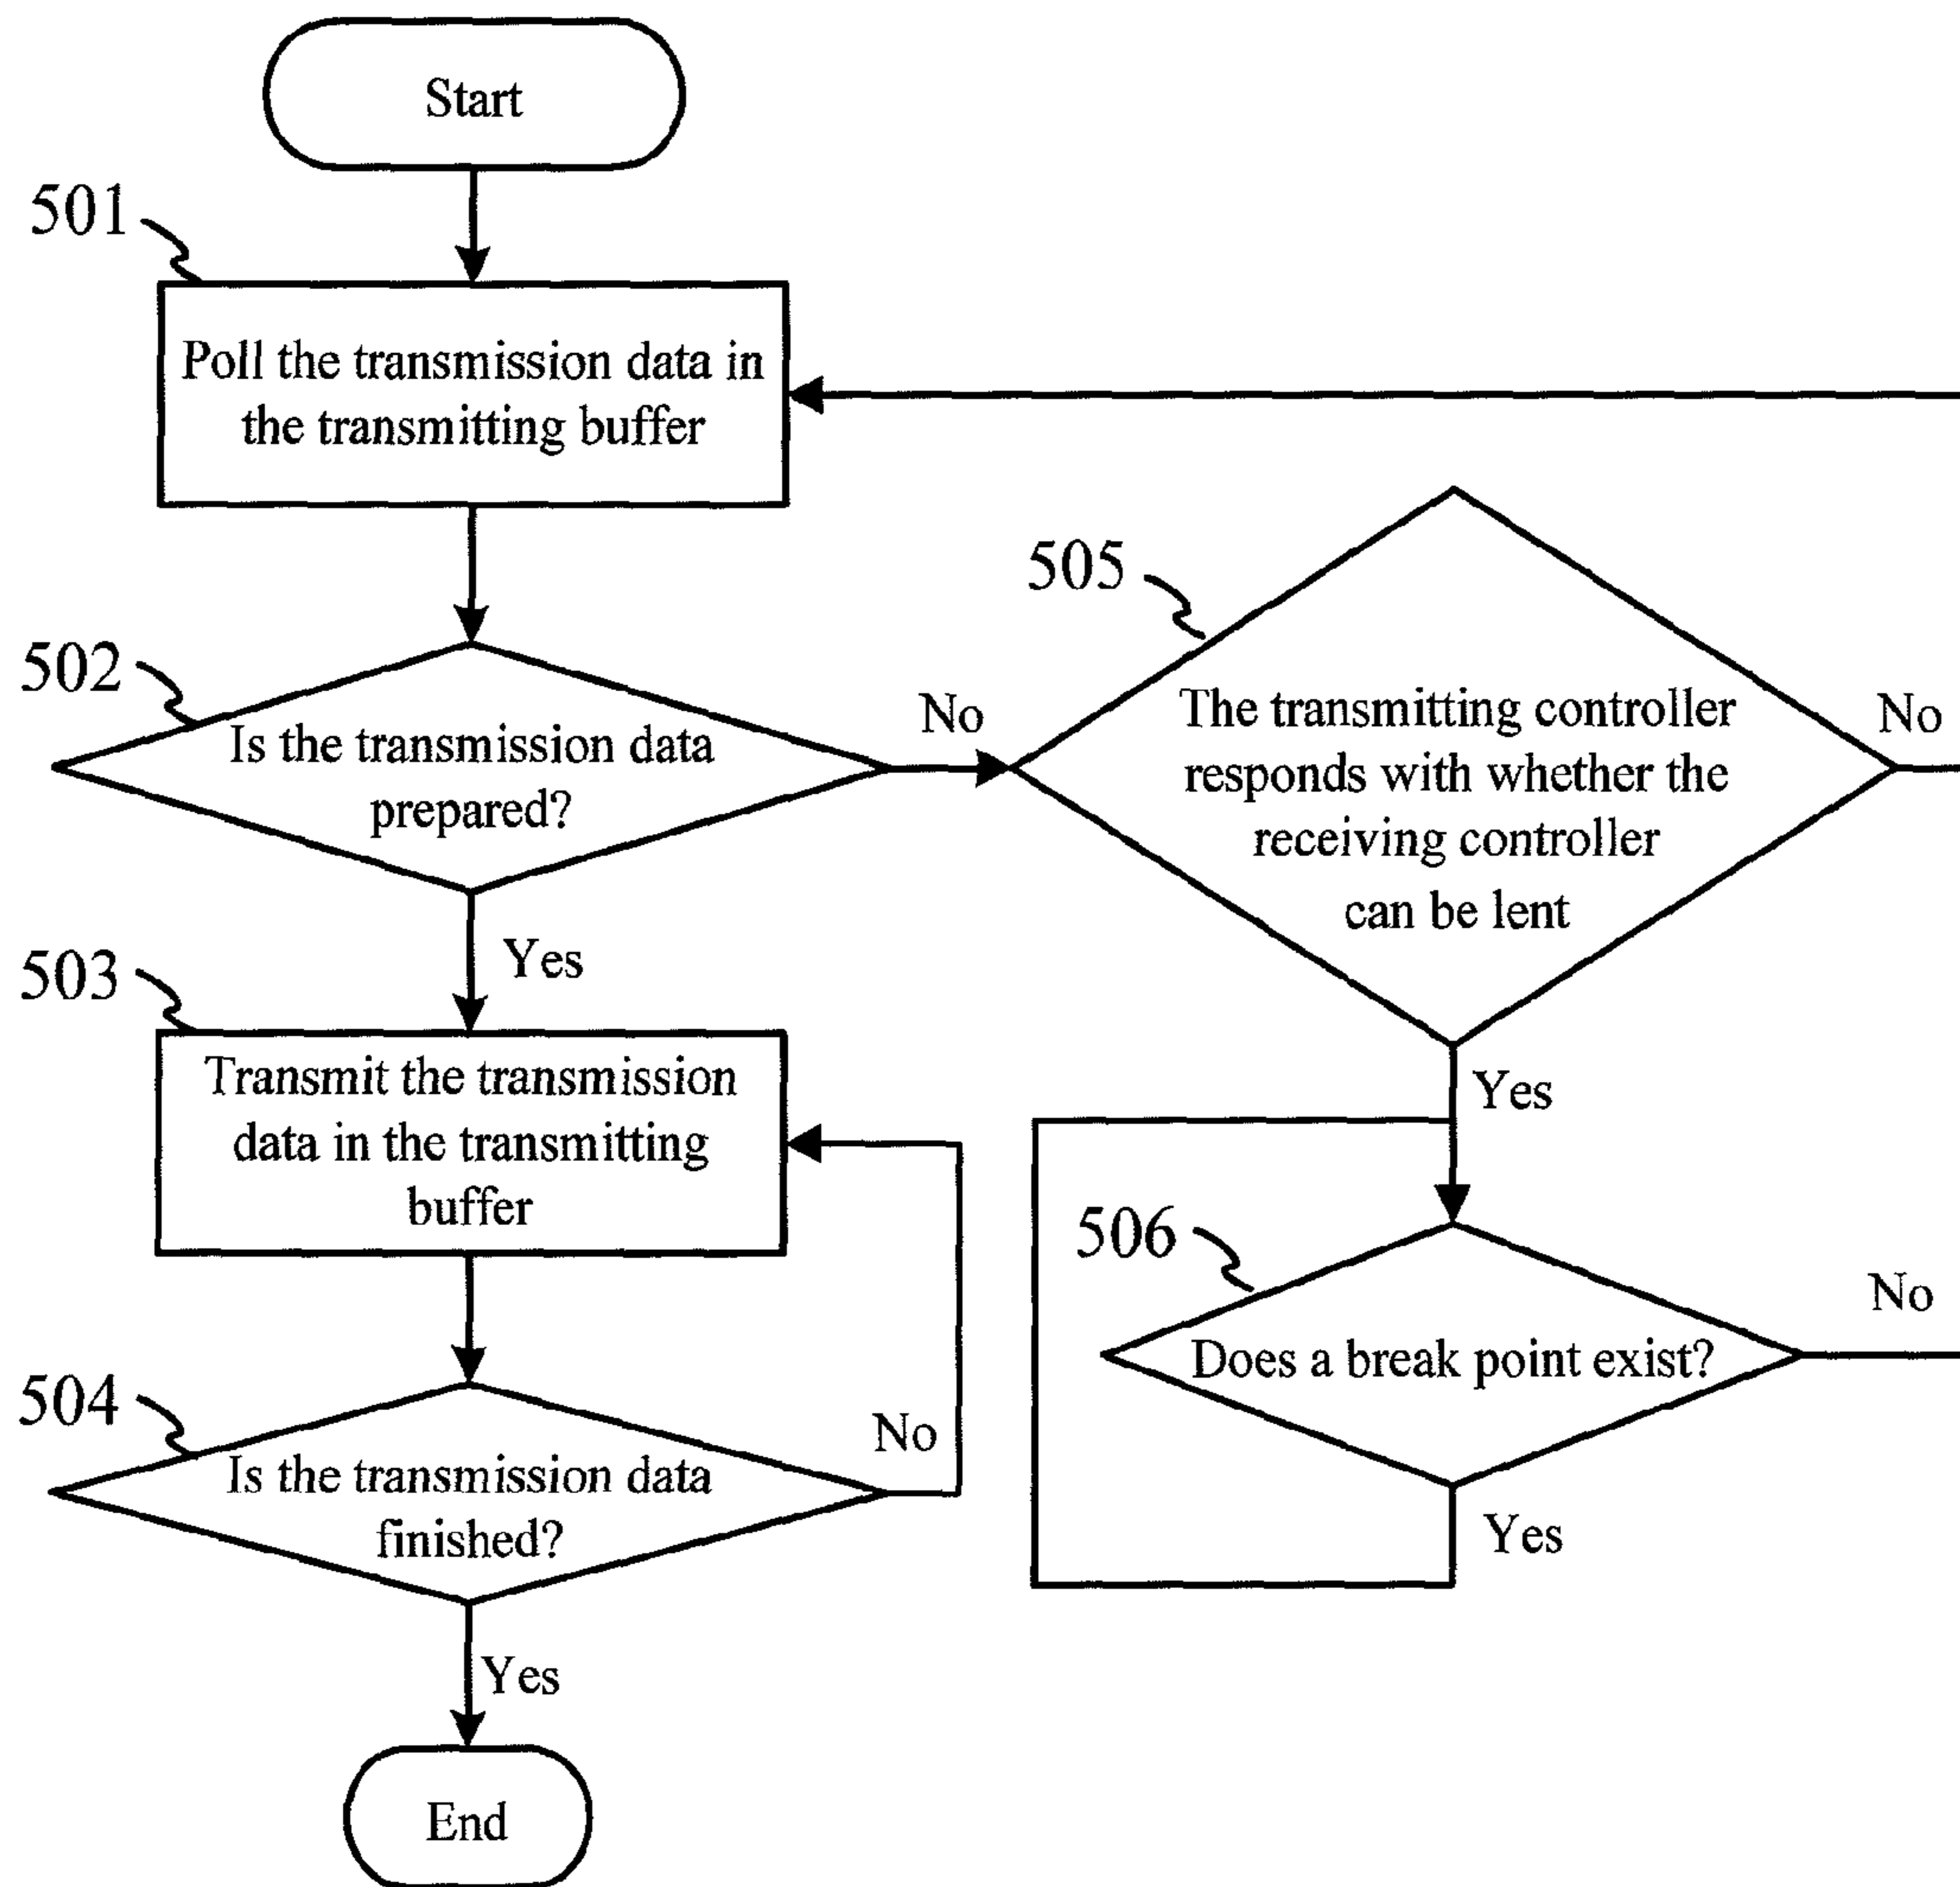 Start
501
Poll the transmission data in
the transmitting buffer
502
Is the transmission data
prepared?
No
Yes
503
Transmit the transmission
data in the transmitting
buffer
504
Is the transmission data
finished?
No
Yes
End
505
The transmitting controller
responds with whether the
receiving controller
can be lent
No
Yes
506
Does a break point exist?
No
Yes